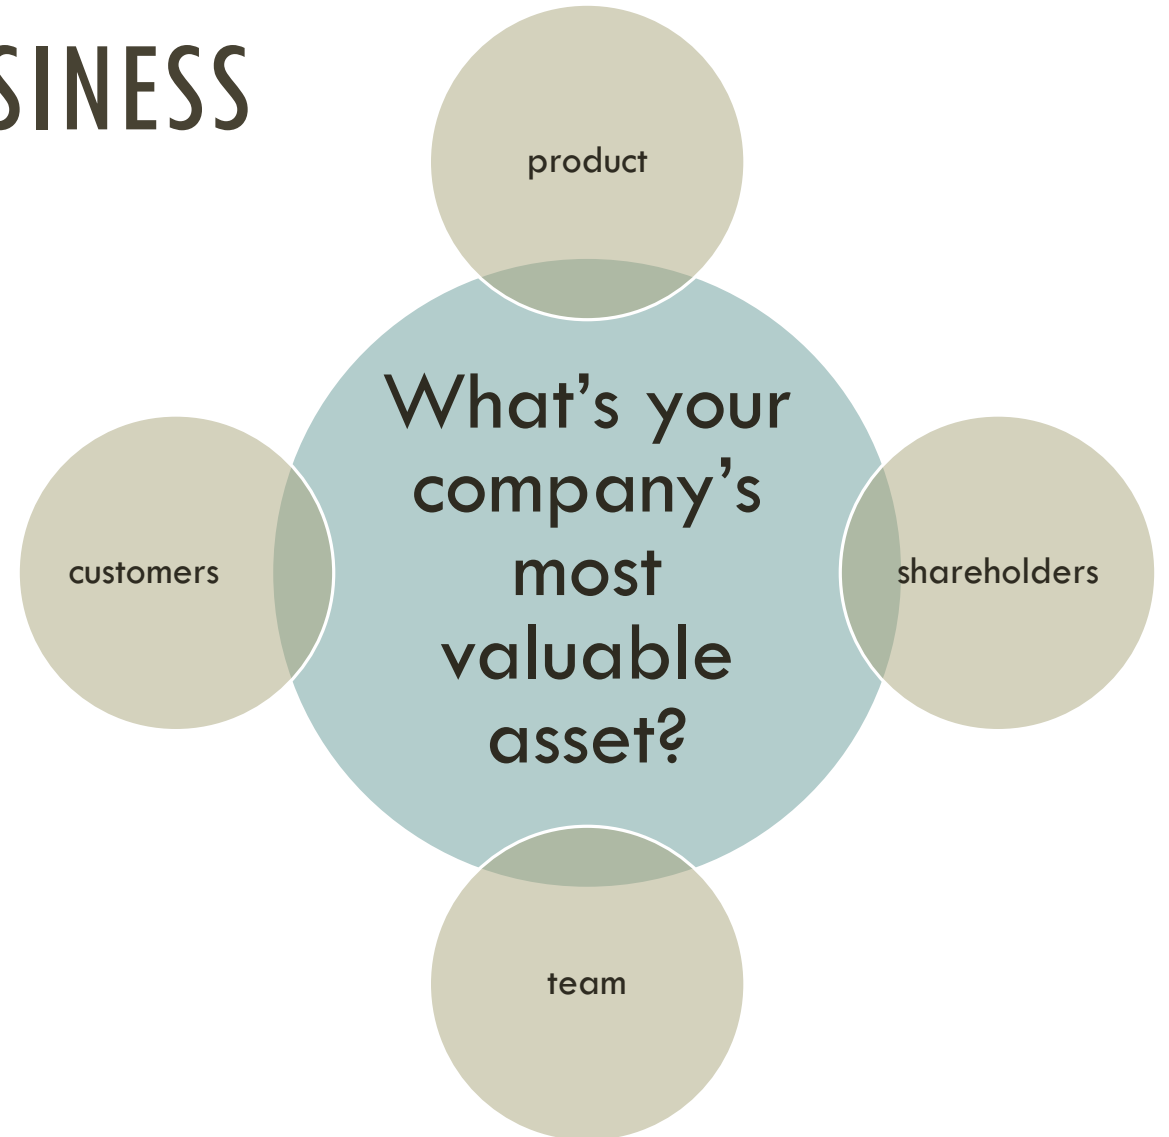 SINESS
product
What’s your
company’s
most
valuable
asset?
customers
shareholders
team